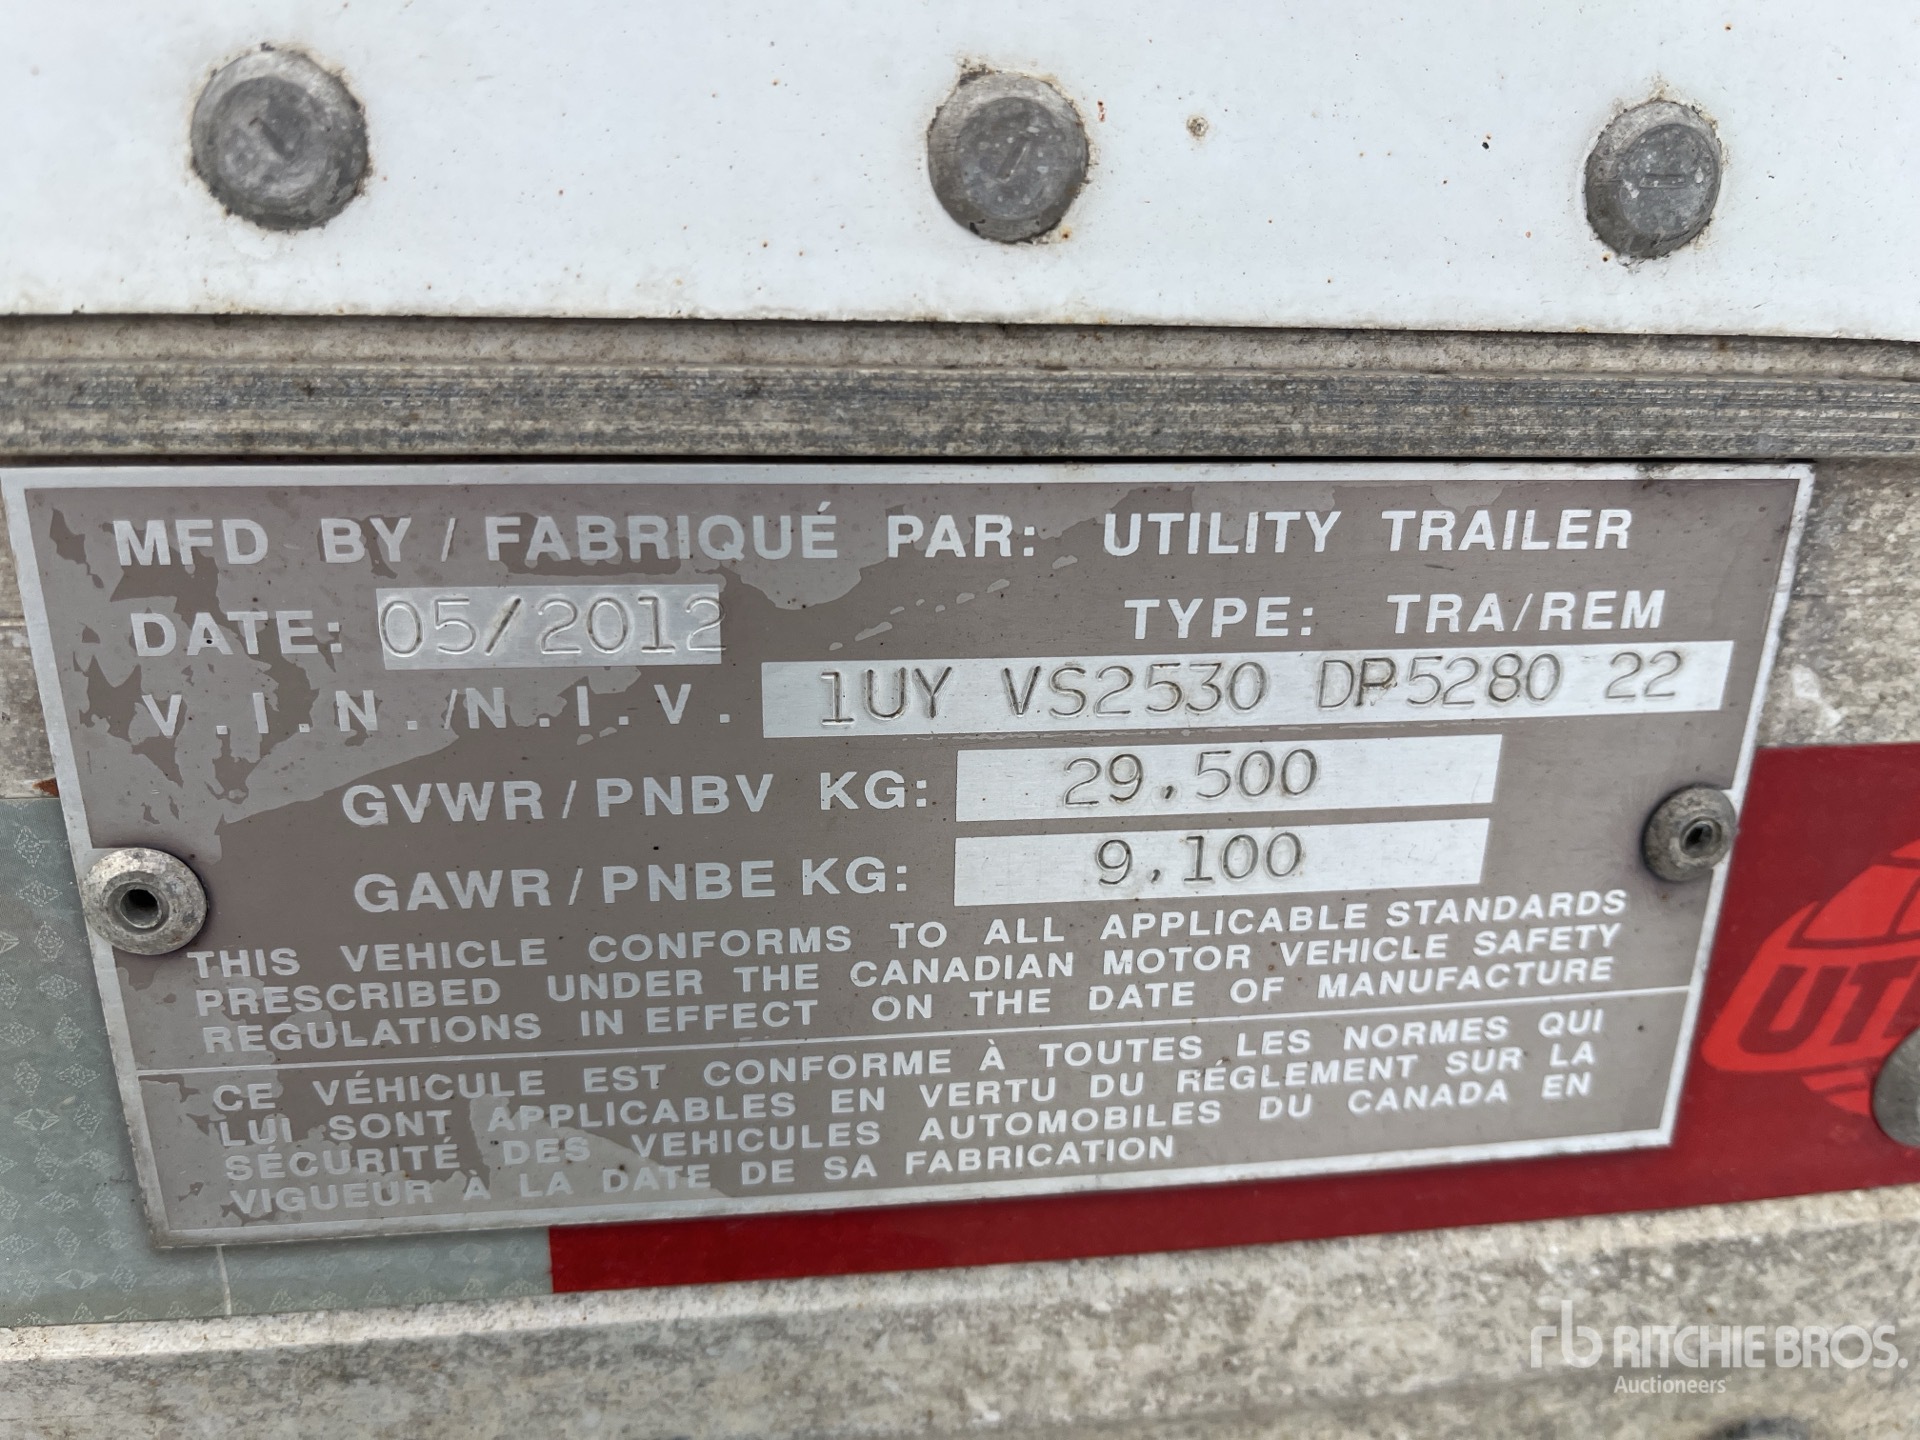 MFD BY / FABRIQUÉ PAR: UTILITY TRAILER
DATE: 05/2012 TYPE: TRA/REM
V.I.N./N.I.V. 1UY VS2530 DP5280 22
GVWR/PNBV KG: 29,500
GAWR/PNBE KG: 9,100
THIS VEHICLE CONFORMS TO ALL APPLICABLE STANDARDS
PRESCRIBED UNDER THE CANADIAN MOTOR VEHICLE SAFETY
REGULATIONS IN EFFECT ON THE DATE OF MANUFACTURE
CE VÉHICULE EST CONFORME À TOUTES LES NORMES QUI
LUI SONT APPLICABLES EN VERTU DU RÉGLEMENT SUR LA
SÉCURITÉ DES VEHICULES AUTOMOBILES DU CANADA EN
VIGUEUR À LA DATE DE SA FABRICATION
rb RITCHIE BROS.
Auctioneers